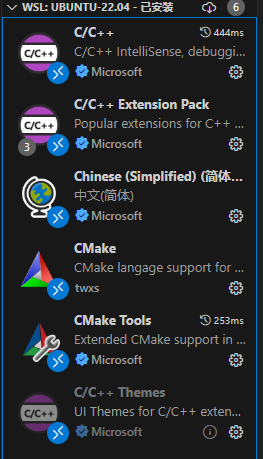 WSL: UBUNTU-22.04 - 已安装
6
C/C++
444ms
C/C++ IntelliSense, debuggi...
Microsoft
C/C++ Extension Pack
Popular extensions for C++ ...
3
Microsoft
Chinese (Simplified) (简体...
中文(简体)
Microsoft
CMake
CMake langage support for ...
twxs
CMake Tools
253ms
Extended CMake support in ...
Microsoft
C/C++ Themes
UI Themes for C/C++ exten...
Microsoft